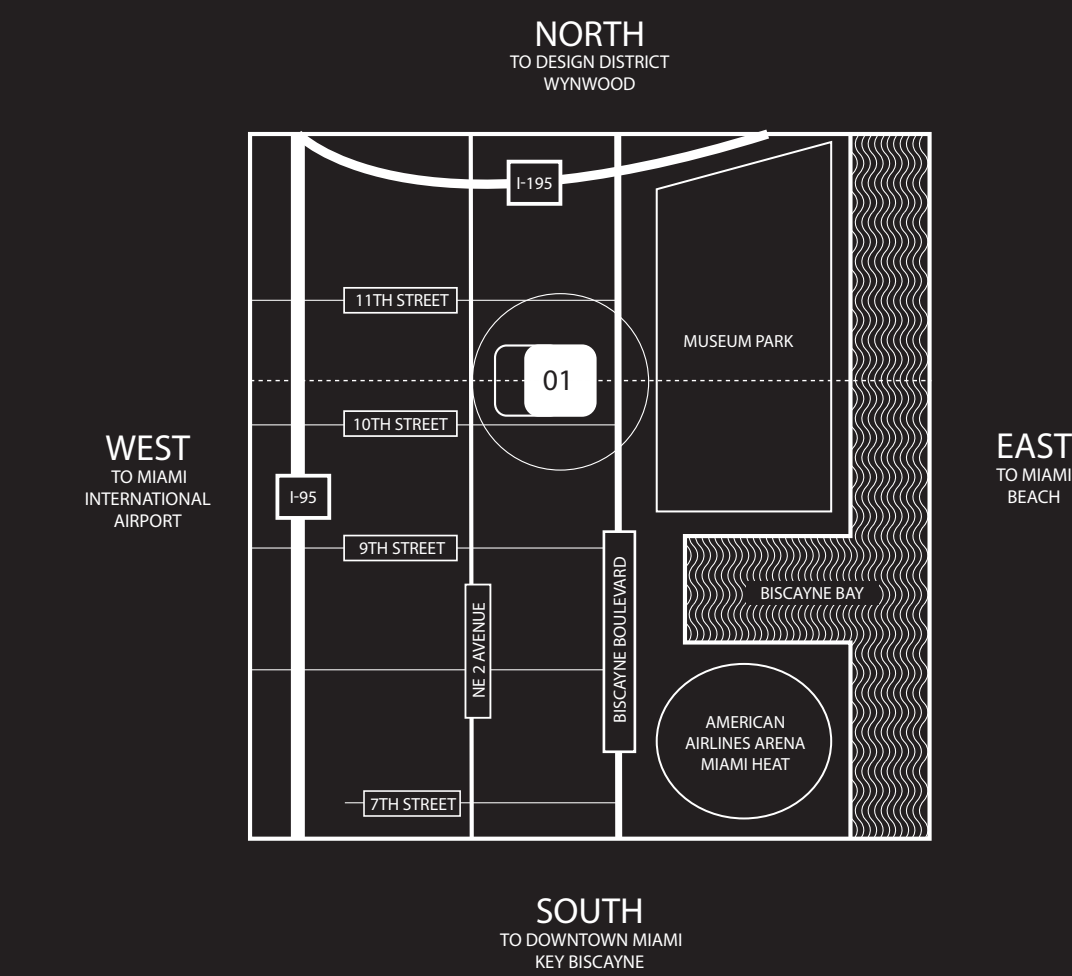 NORTH
TO DESIGN DISTRICT
WYNWOOD
I-195
11TH STREET
MUSEUM PARK
01
10TH STREET
WEST
TO MIAMI
INTERNATIONAL
AIRPORT
EAST
TO MIAMI
BEACH
I-95
9TH STREET
BISCAYNE BOULEVARD
BISCAYNE BAY
NE 2 AVENUE
AMERICAN
AIRLINES ARENA
MIAMI HEAT
7TH STREET
SOUTH
TO DOWNTOWN MIAMI
KEY BISCAYNE